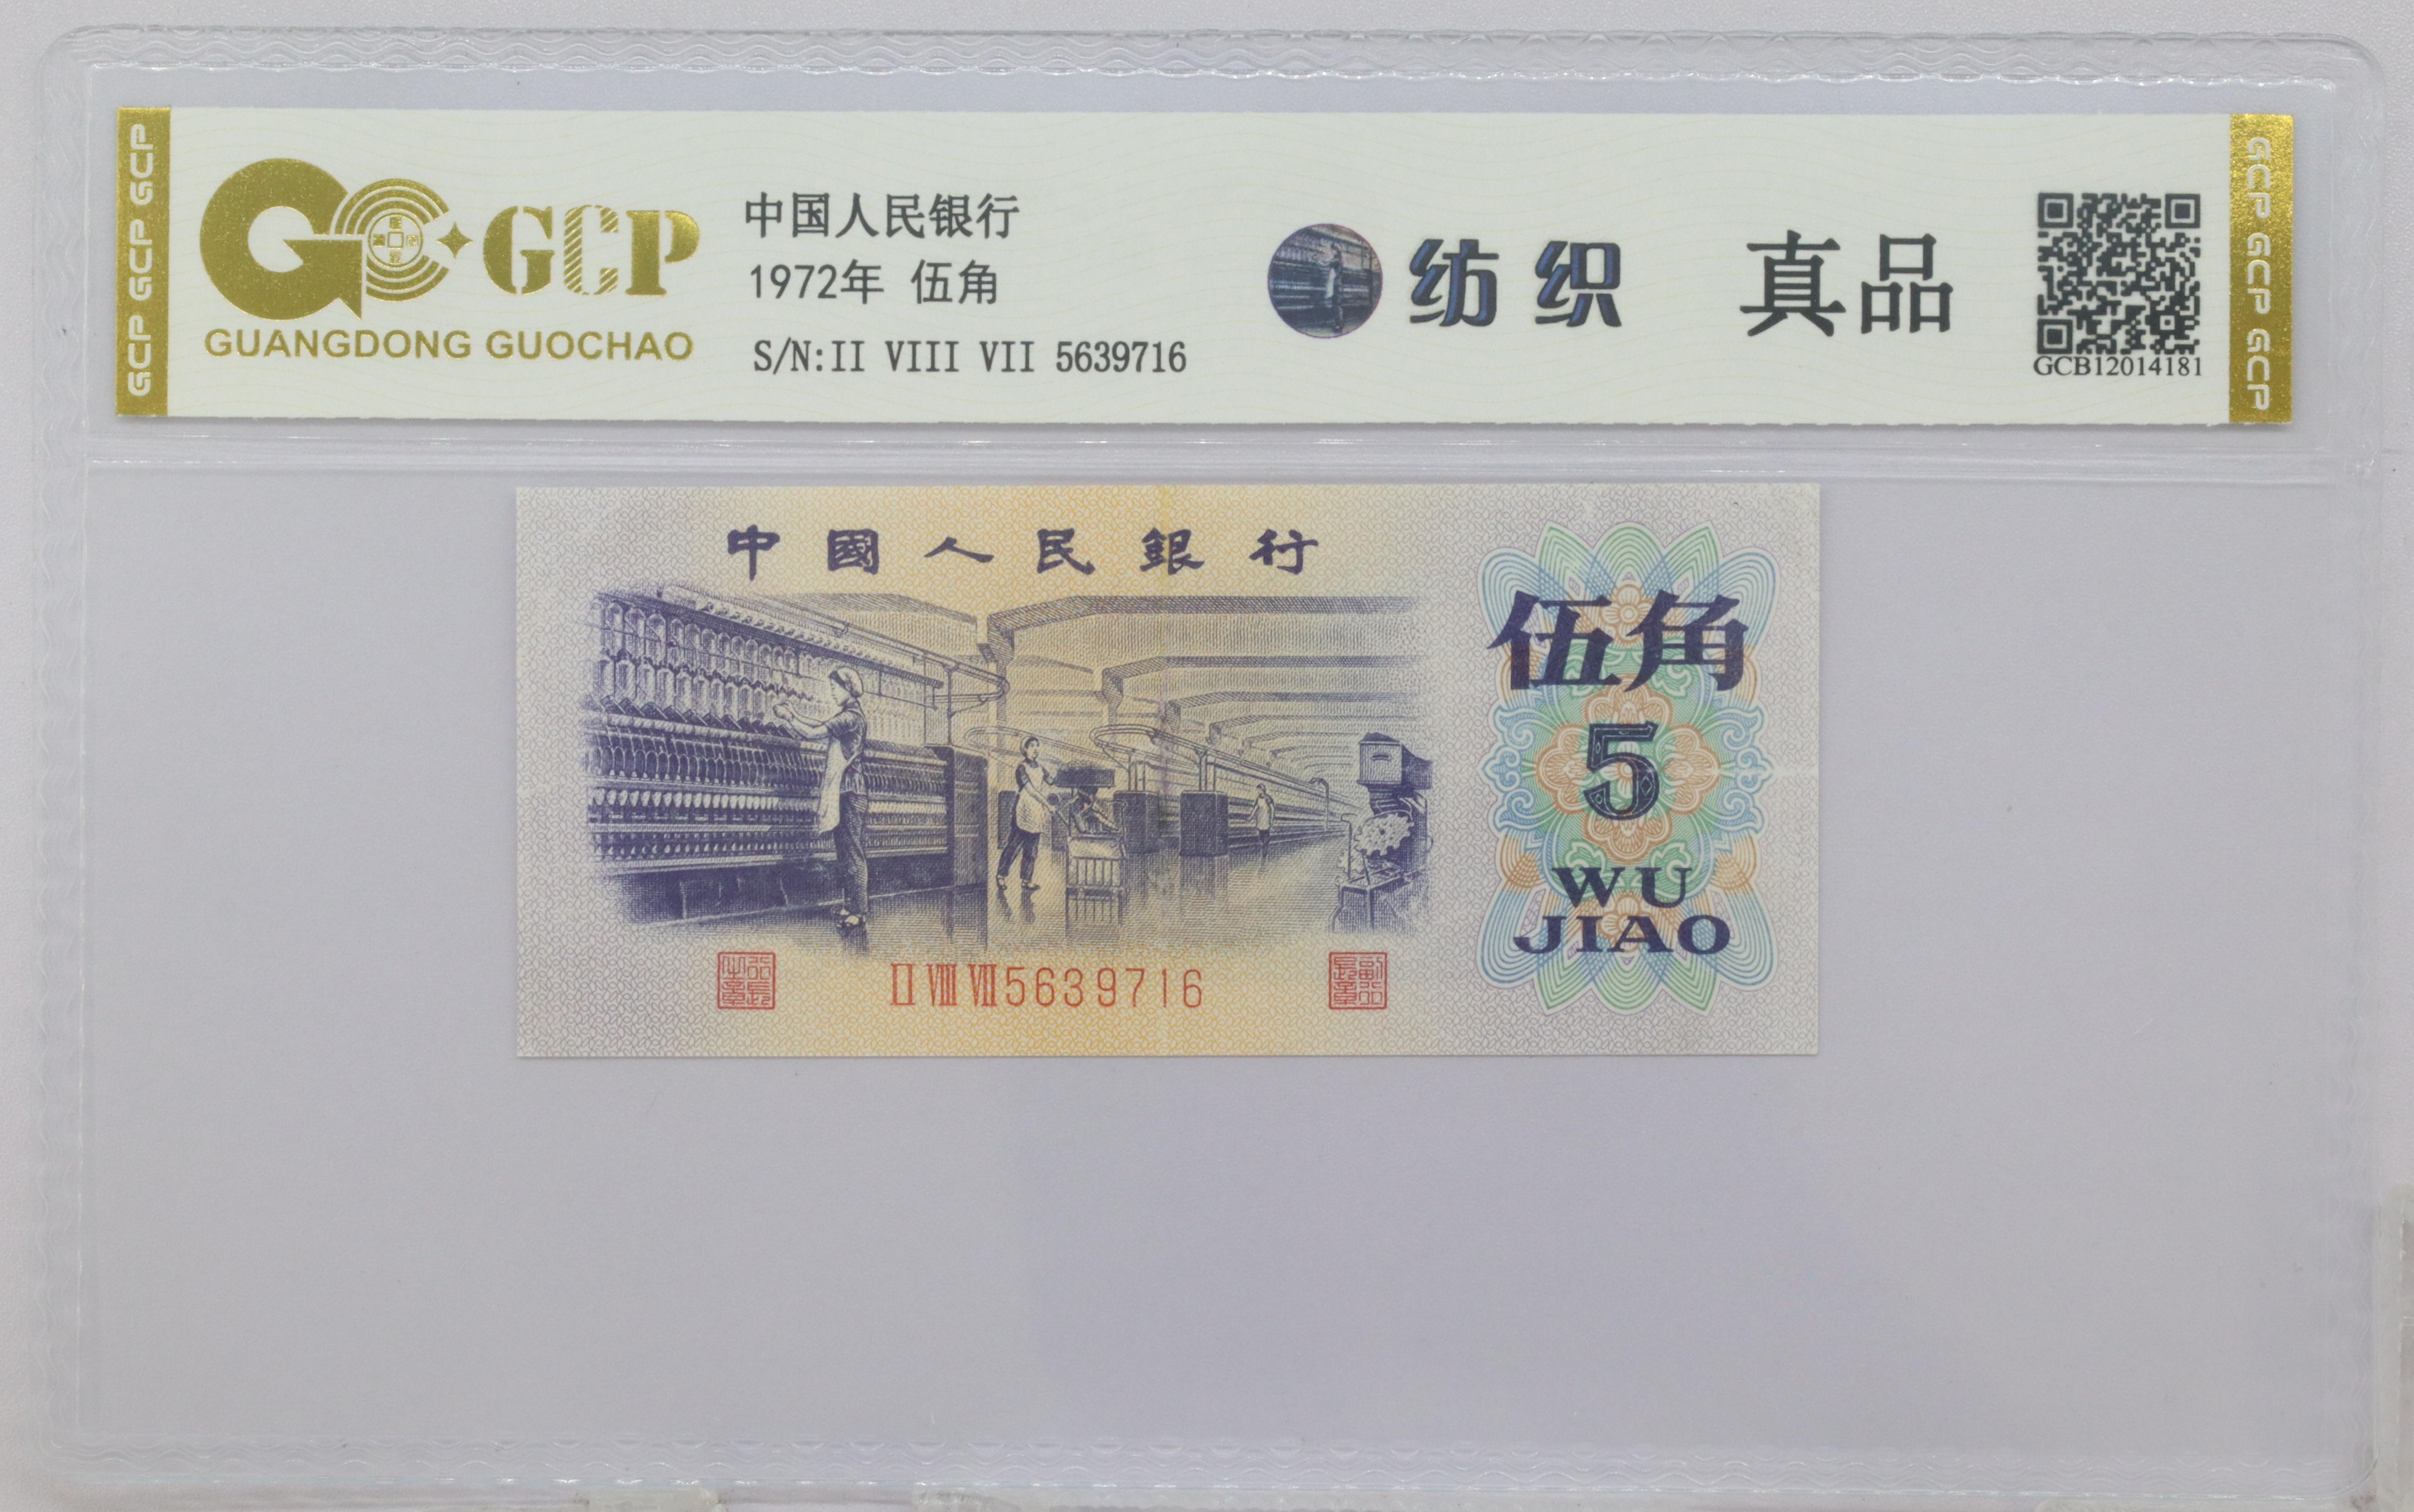 GCP GCP GCP
GCP
GUANGDONG GUOCHAO
中国人民银行
1972年 伍角
S/N:II VIII VII 5639716
纺织 真品
GCB12014181
GCP GCP GCP
中國人民銀行
伍角
5
WU
JIAO
II VIII VII 5639716